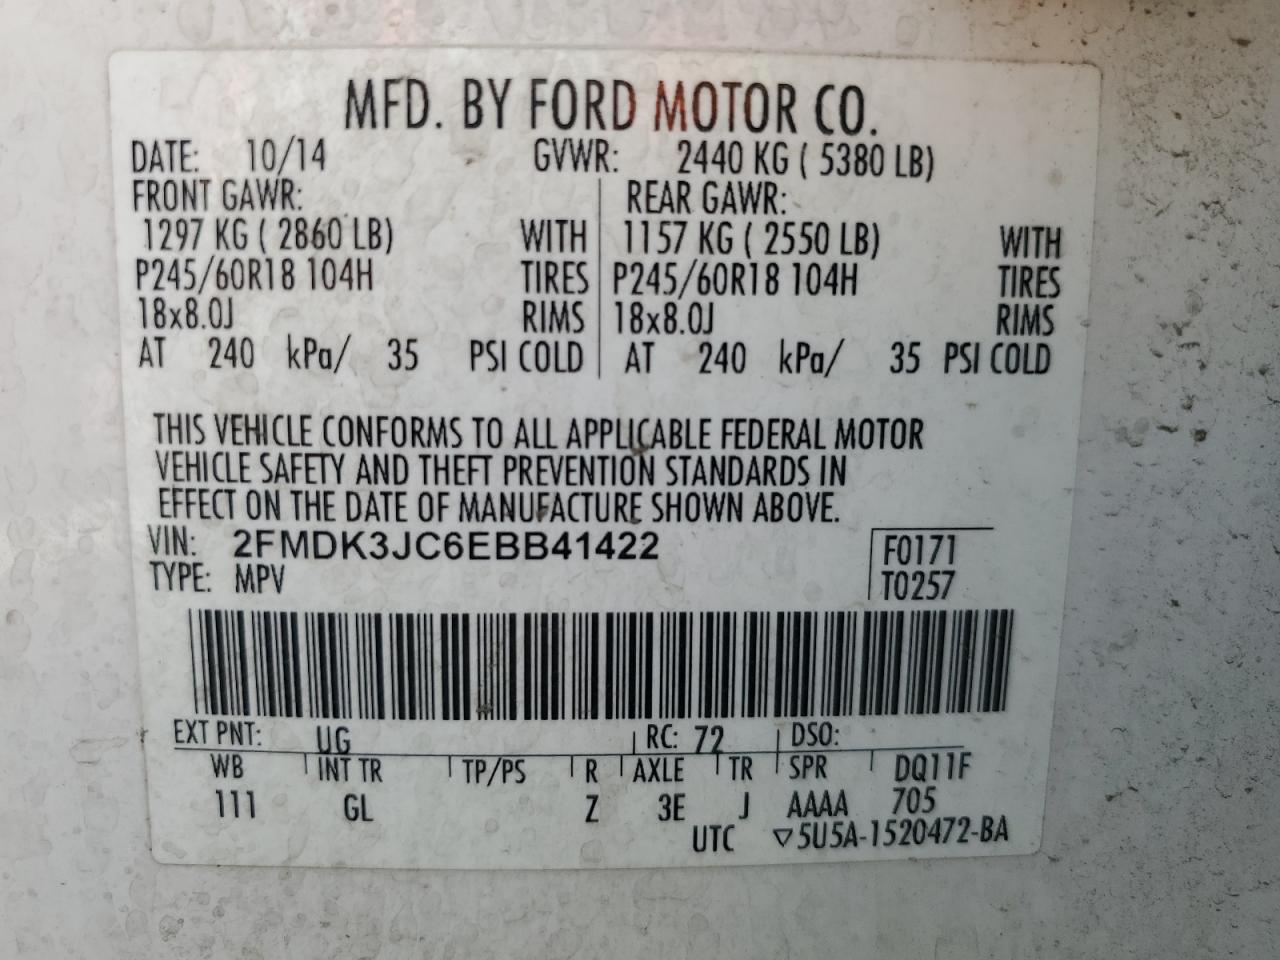 MFD. BY FORD MOTOR CO.
DATE: 10/14 GVWR: 2440 KG ( 5380 LB)
FRONT GAWR: REAR GAWR:
1297 KG ( 2860 LB) WITH 1157 KG ( 2550 LB) WITH
P245/60R18 104H TIRES P245/60R18 104H TIRES
18x8.0J RIMS 18x8.0J RIMS
AT 240 kPa/ 35 PSI COLD AT 240 kPa/ 35 PSI COLD
THIS VEHICLE CONFORMS TO ALL APPLICABLE FEDERAL MOTOR
VEHICLE SAFETY AND THEFT PREVENTION STANDARDS IN
EFFECT ON THE DATE OF MANUFACTURE SHOWN ABOVE.
VIN: 2FMDK3JC6EBB41422 F0171
TYPE: MPV T0257
EXT PNT: UG RC: 72 DSO:
WB INT TR TP/PS R AXLE TR SPR DQ11F
111 GL Z 3E J AAAA 705
UTC ▽5U5A-1520472-BA